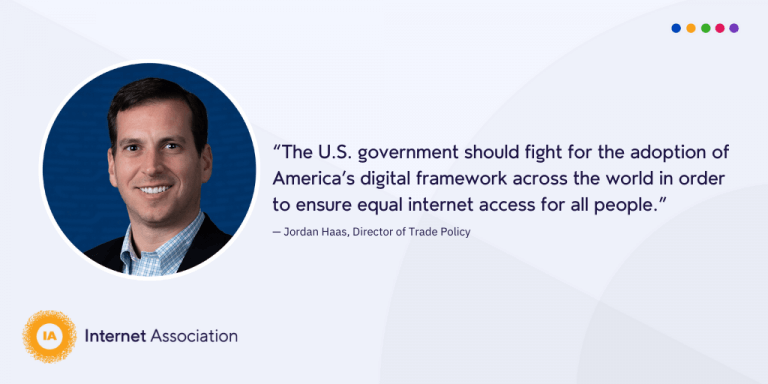 “The U.S. government should fight for the adoption of
America’s digital framework across the world in order
to ensure equal internet access for all people.”
— Jordan Haas, Director of Trade Policy
IA
Internet Association